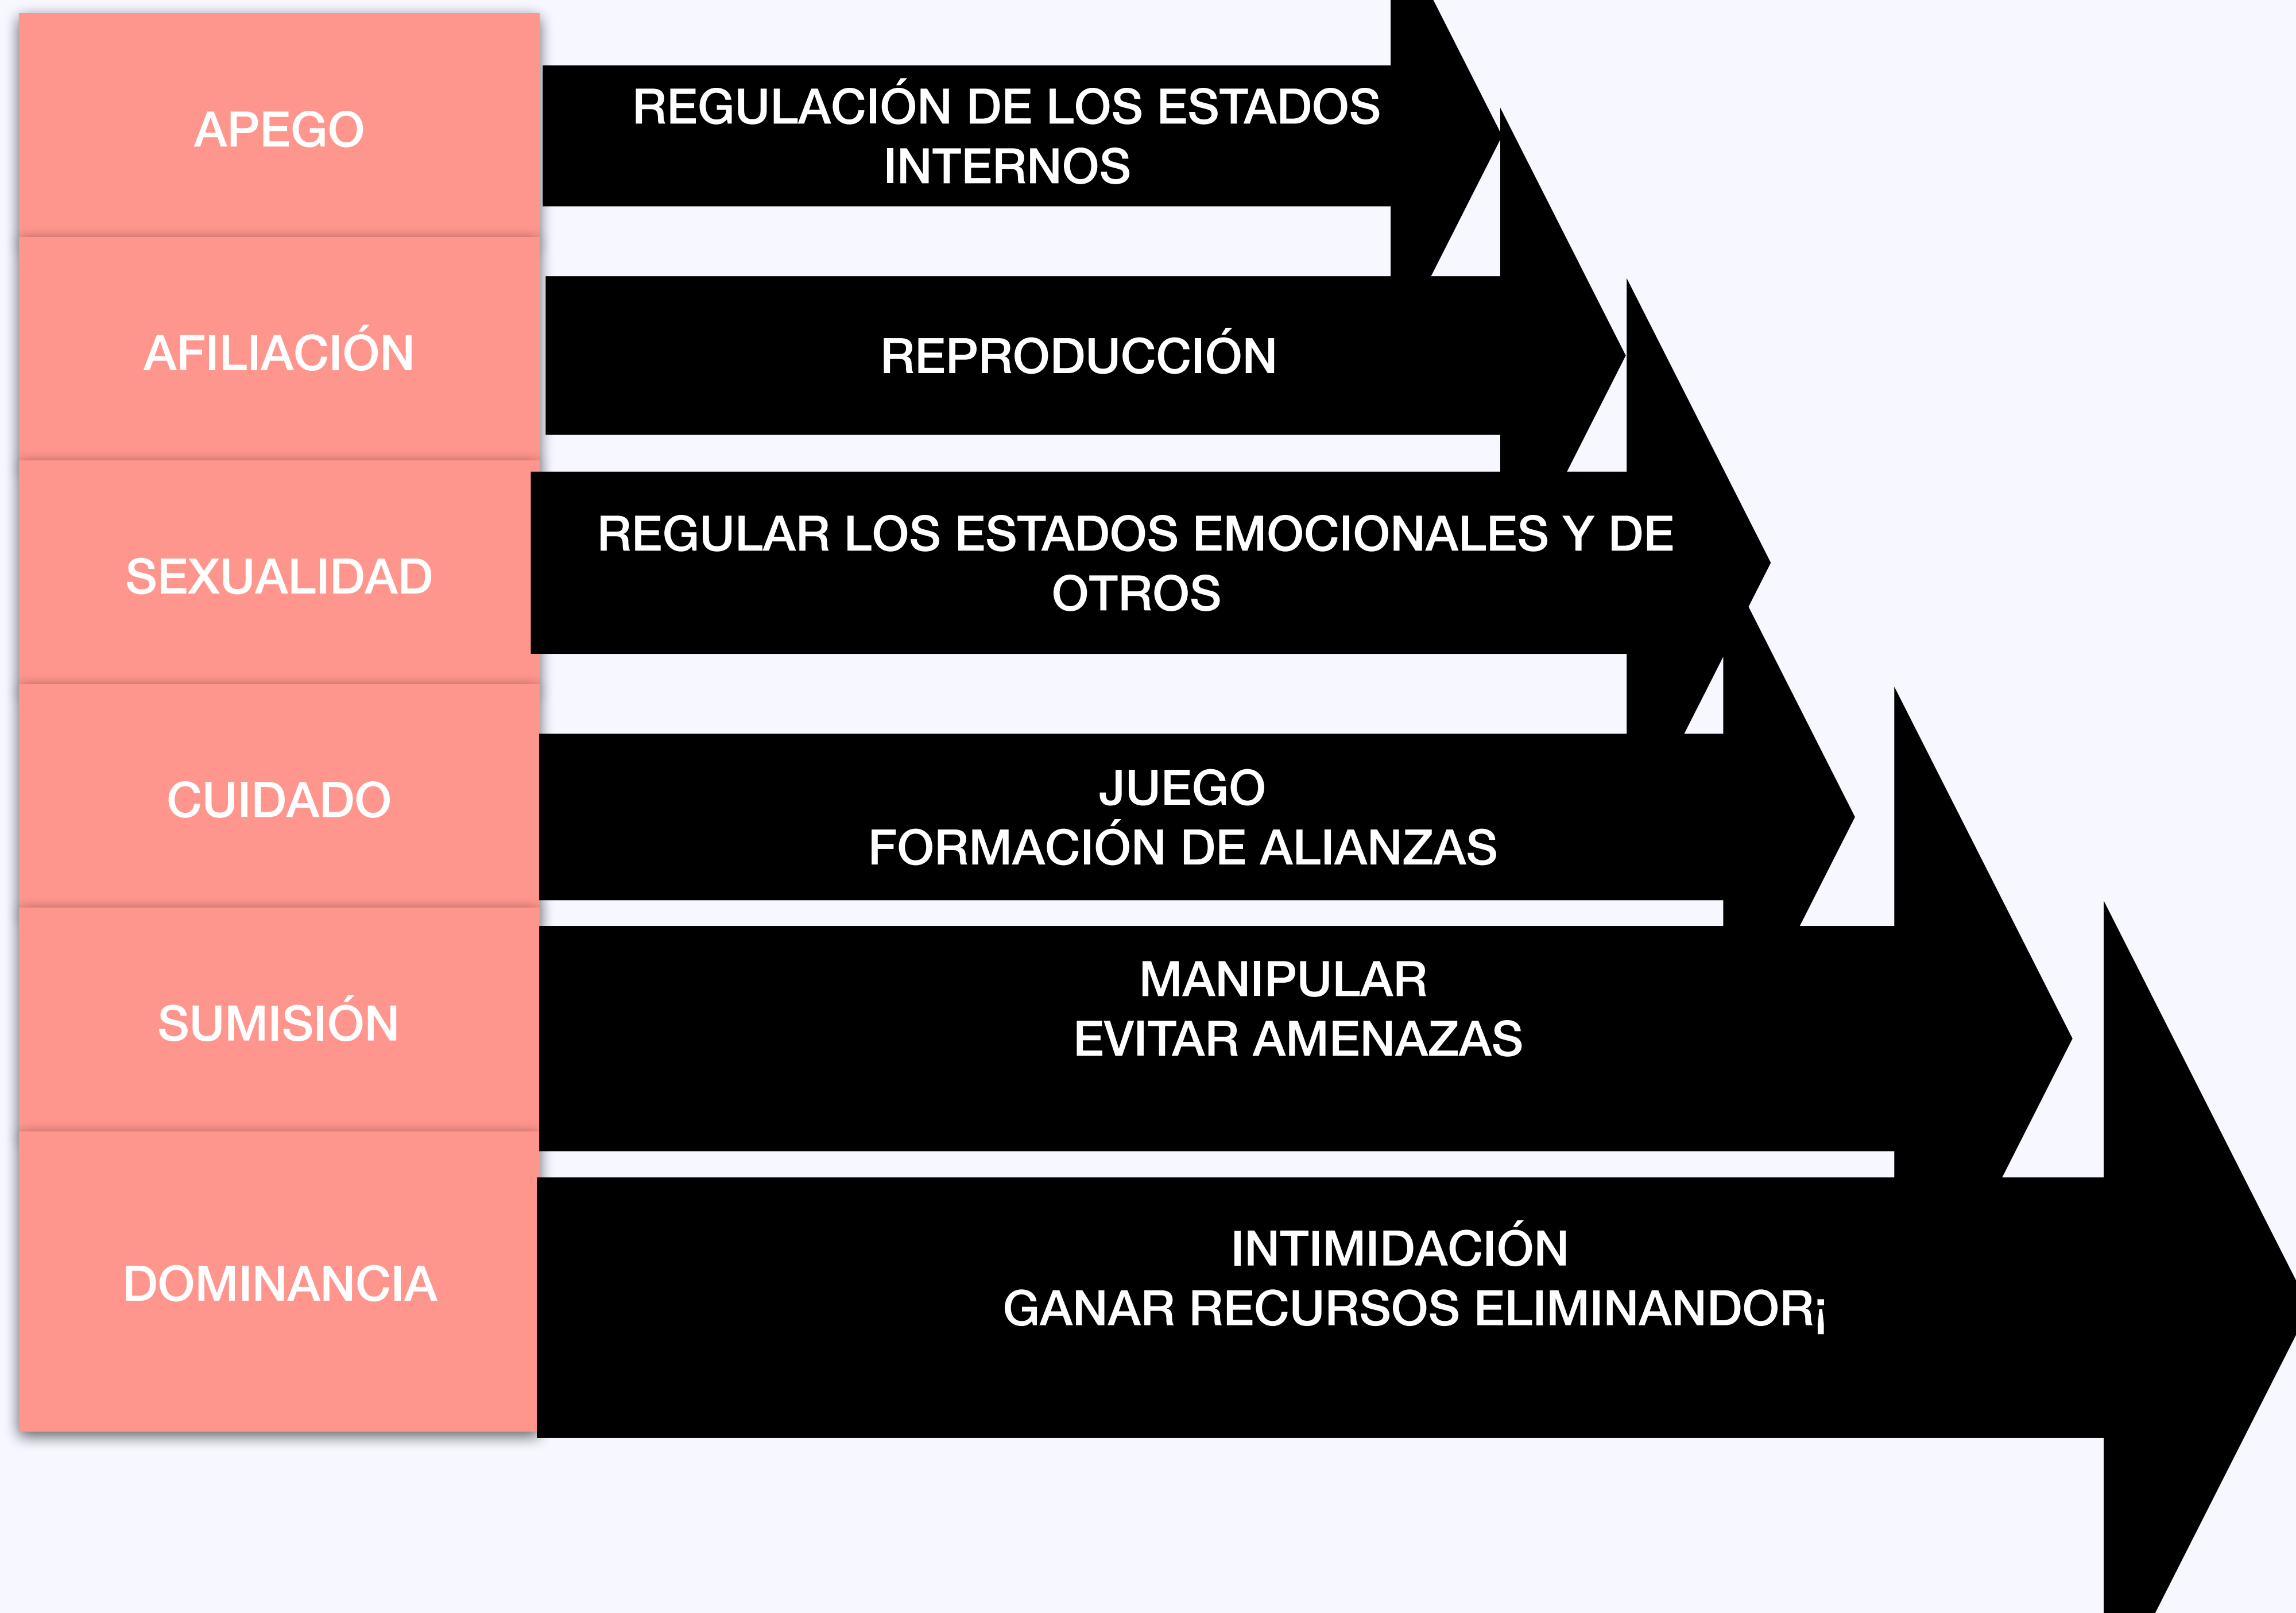 APEGO
REGULACIÓN DE LOS ESTADOS
INTERNOS
AFILIACIÓN
REPRODUCCIÓN
SEXUALIDAD
REGULAR LOS ESTADOS EMOCIONALES Y DE
OTROS
CUIDADO
JUEGO
FORMACIÓN DE ALIANZAS
SUMISIÓN
MANIPULAR
EVITAR AMENAZAS
DOMINANCIA
INTIMIDACIÓN
GANAR RECURSOS ELIMINANDOR¡